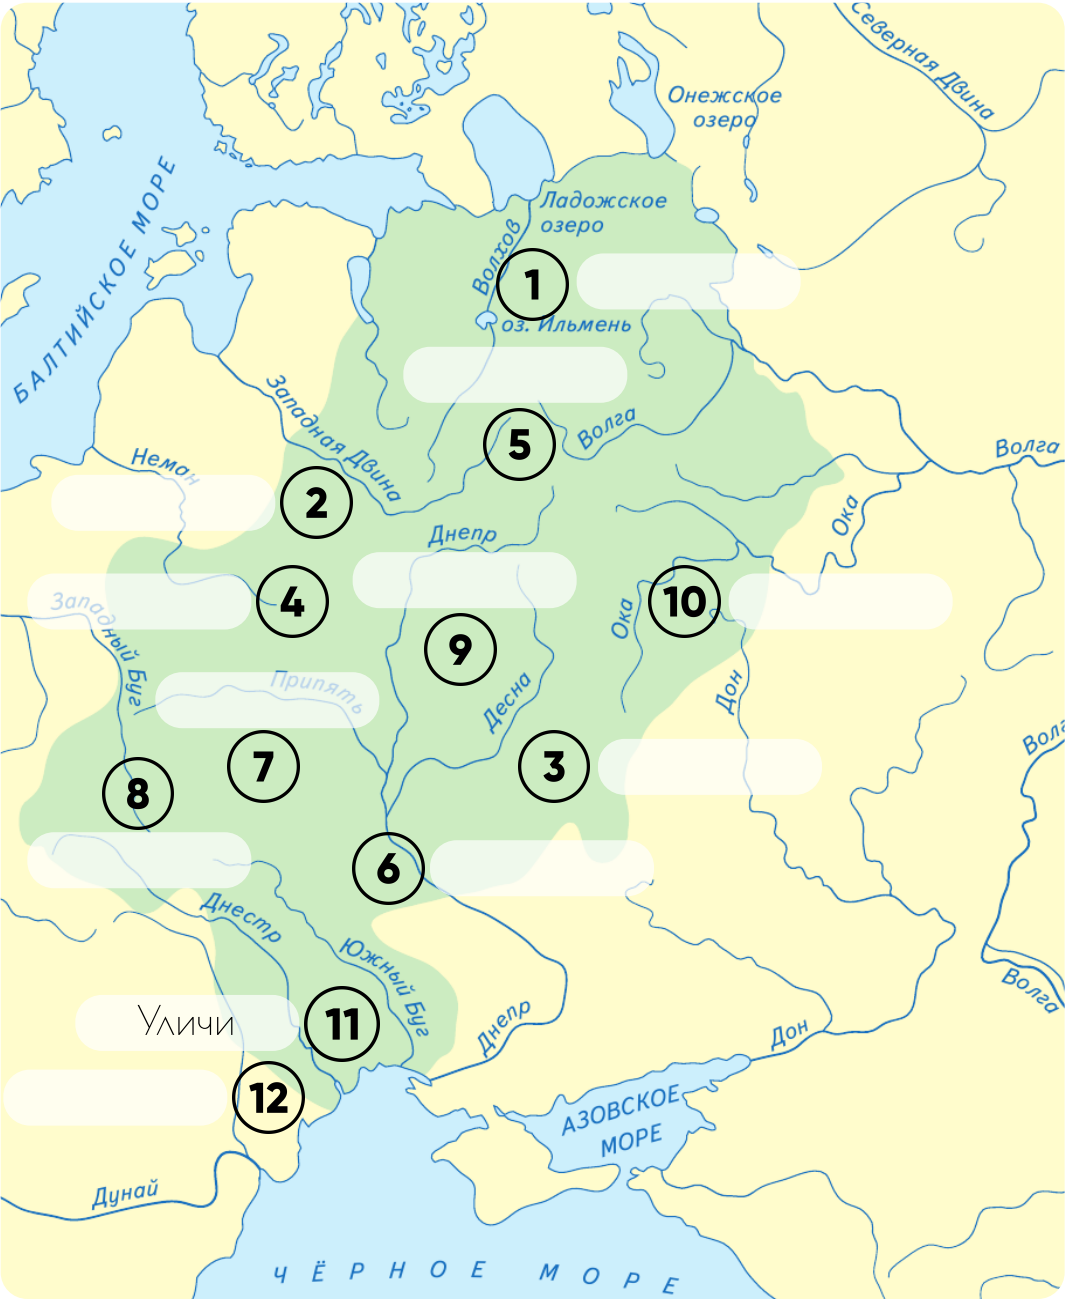 Северная Двина
Онежское
озеро
БАЛТИЙСКОЕ МОРЕ
Ладожское
озеро
Волхов
1
оз. Ильмень
Западная Двина
5
Волга
Волга
Неман
2
Ока
Днепр
4
10
Западный Буг
Ока
9
Припять
Десна
Дон
7
3
8
Волга
6
Днестр
Южный Буг
Волга
Уличи
11
Днепр
Дон
12
АЗОВСКОЕ
МОРЕ
Дунай
ЧЁРНОЕ МОРЕ